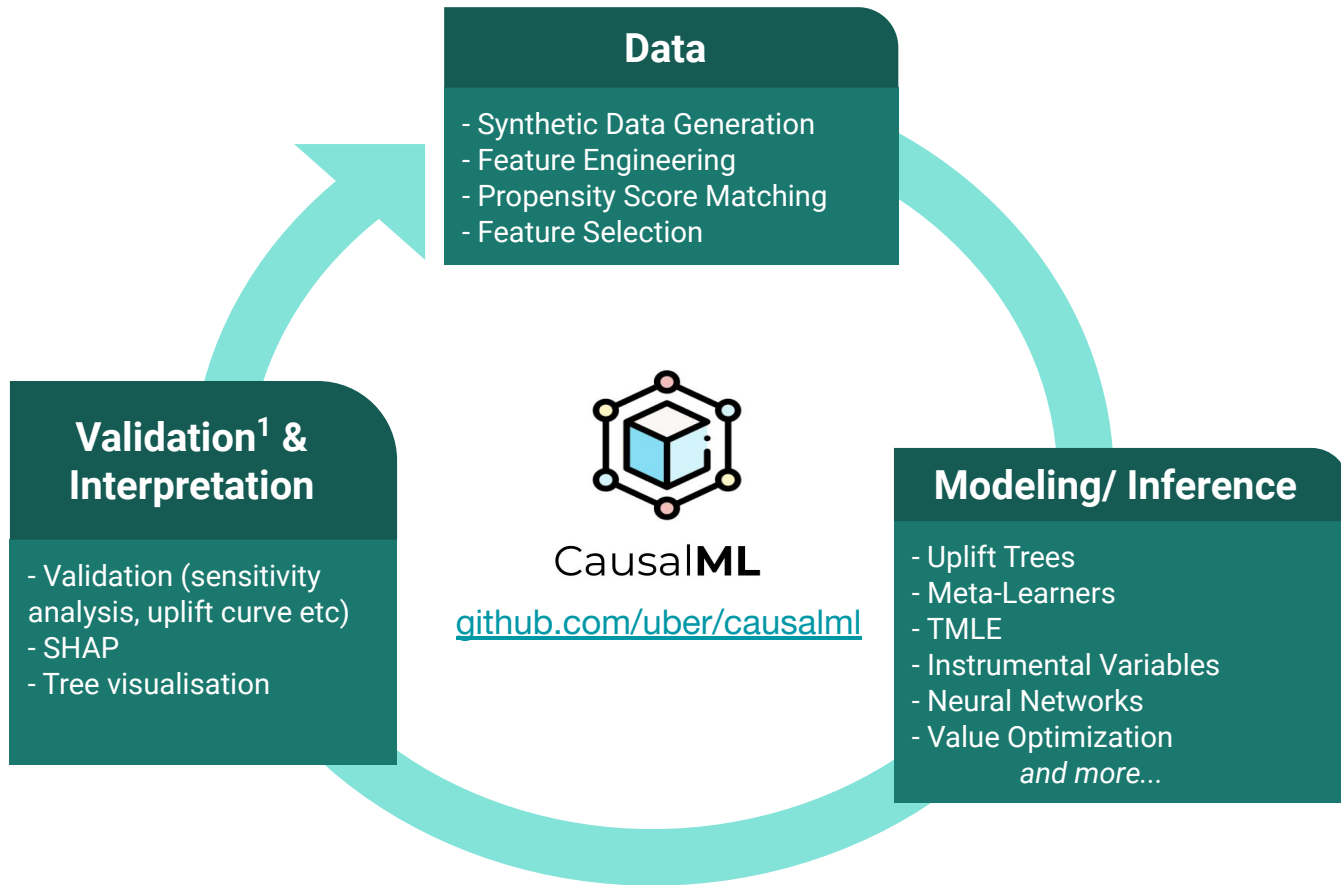 Data
- Synthetic Data Generation
- Feature Engineering
- Propensity Score Matching
- Feature Selection
Validation¹ &
Interpretation
- Validation (sensitivity
analysis, uplift curve etc)
- SHAP
- Tree visualisation
CausalML
github.com/uber/causalml
Modeling/ Inference
- Uplift Trees
- Meta-Learners
- TMLE
- Instrumental Variables
- Neural Networks
- Value Optimization
and more...